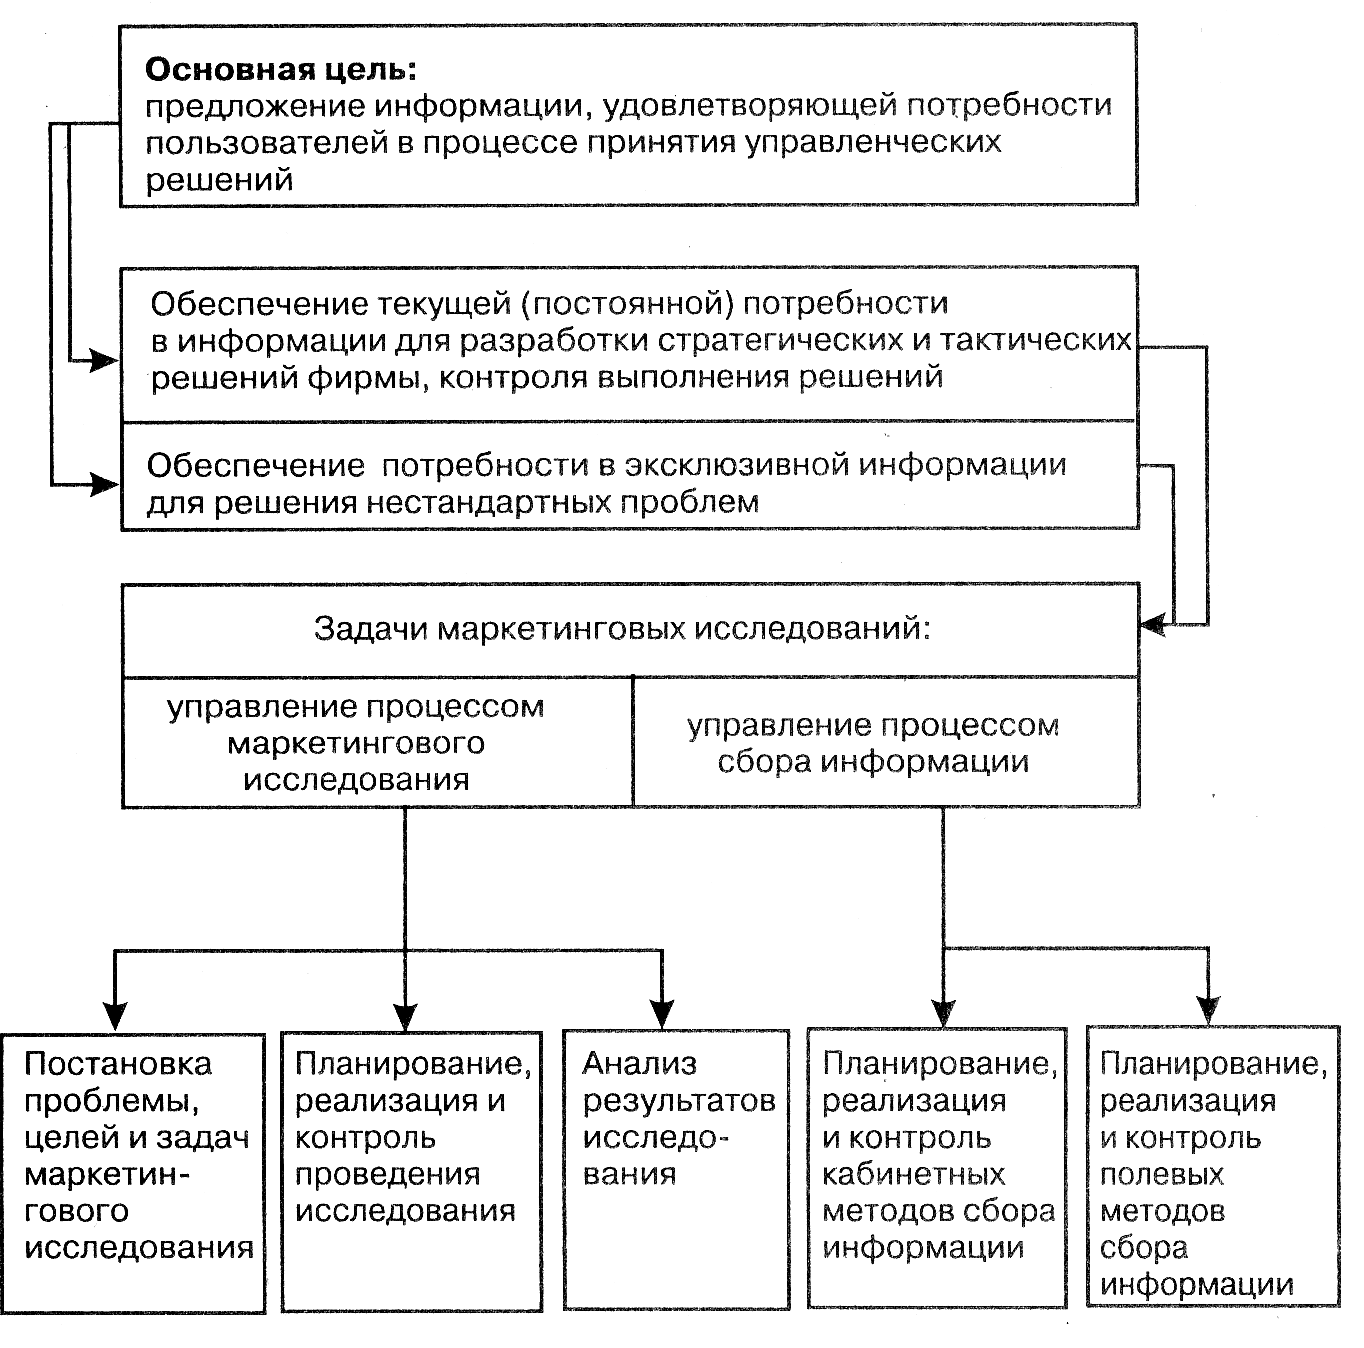 Основная цель:
предложение информации, удовлетворяющей потребности
пользователей в процессе принятия управленческих
решений
Обеспечение текущей (постоянной) потребности
в информации для разработки стратегических и тактических
решений фирмы, контроля выполнения решений
Обеспечение потребности в эксклюзивной информации
для решения нестандартных проблем
Задачи маркетинговых исследований:
управление процессом
маркетингового
исследования
управление процессом
сбора информации
Постановка
проблемы,
целей и задач
маркетин-
гового
исследования
Планирование,
реализация и
контроль
проведения
исследования
Анализ
результатов
исследо-
вания
Планирование,
реализация
и контроль
кабинетных
методов сбора
информации
Планирование,
реализация
и контроль
полевых
методов
сбора
информации